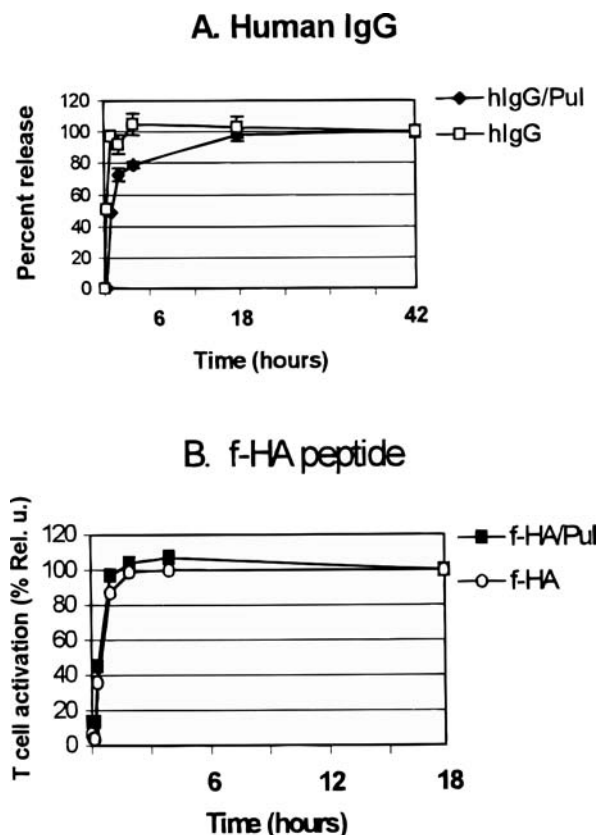 A. Human IgG
Percent release
120
100
80
60
40
20
0
6
18
42
Time (hours)
hIgG/Pul
hIgG
B. f-HA peptide
T cell activation (% Rel. u.)
120
100
80
60
40
20
0
6
12
18
Time (hours)
f-HA/Pul
f-HA